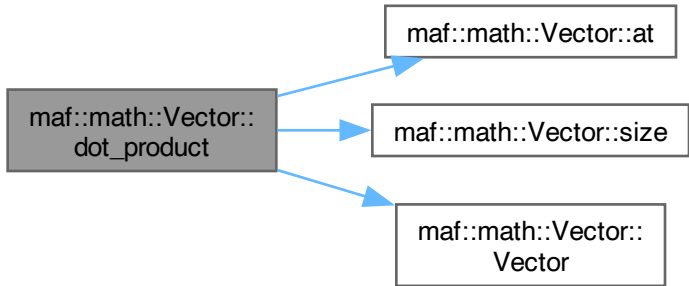 maf::math::Vector::
dot_product
maf::math::Vector::at
maf::math::Vector::size
maf::math::Vector::
Vector